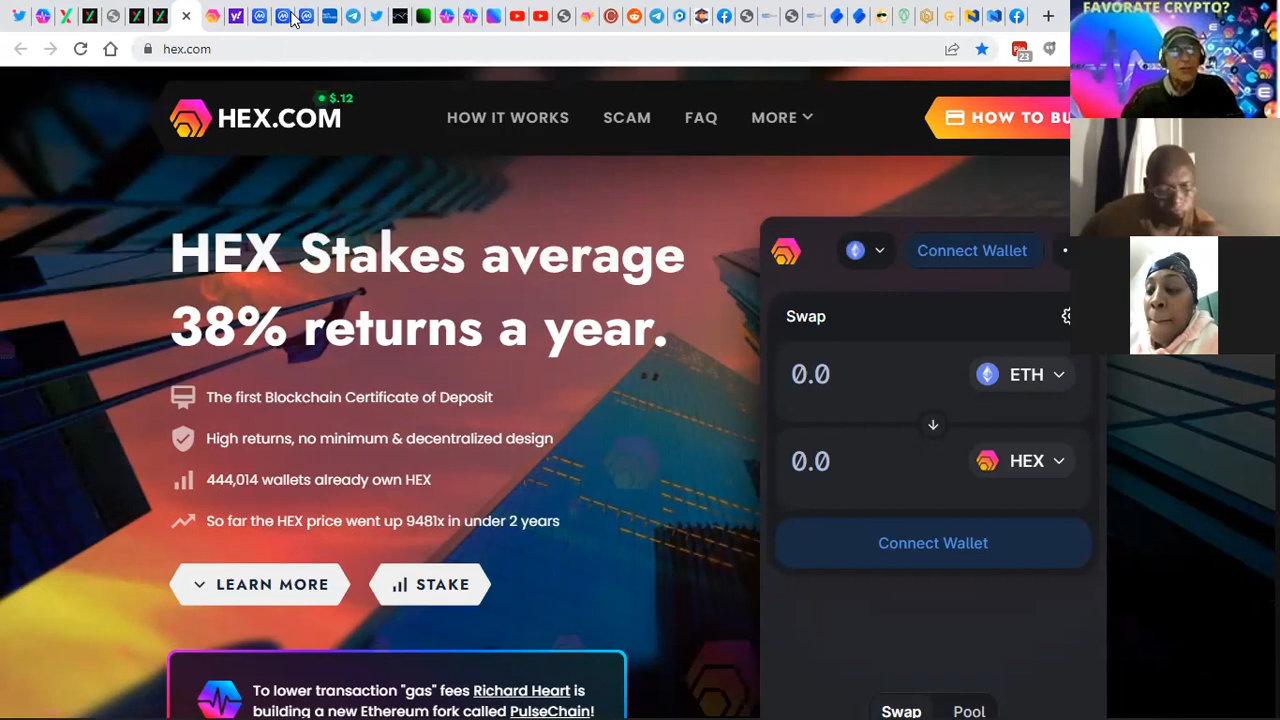 FAVORATE CRYPTO?
hex.com
23
$.12
HEX.COM
HOW IT WORKS
SCAM
FAQ
MORE
HOW TO BU
HEX Stakes average
38% returns a year.
The first Blockchain Certificate of Deposit
High returns, no minimum & decentralized design
444,014 wallets already own HEX
So far the HEX price went up 9481x in under 2 years
LEARN MORE
STAKE
To lower transaction "gas" fees Richard Heart is
building a new Ethereum fork called PulseChain!
Connect Wallet
Swap
0.0
ETH
0.0
HEX
Connect Wallet
Swap
Pool